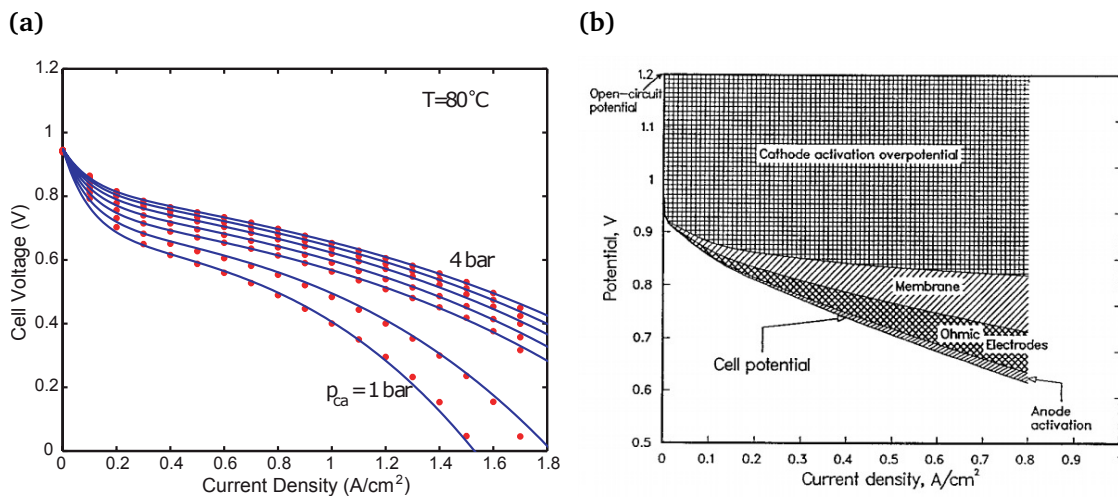 (a)
1.2
1
0.8
0.6
0.4
0.2
0
Cell Voltage (V)
T=80°C
4 bar
p_ca = 1 bar
0 0.2 0.4 0.6 0.8 1 1.2 1.4 1.6 1.8
Current Density (A/cm²)
(b)
1.2
Open-circuit
potential
1.1
1
0.9
0.8
0.7
0.6
0.5
Potential, V
Cathode activation overpotential
Membrane
Ohmic
Electrodes
Cell potential
Anode
activation
0 0.1 0.2 0.3 0.4 0.5 0.6 0.7 0.8 0.9 1
Current density, A/cm²